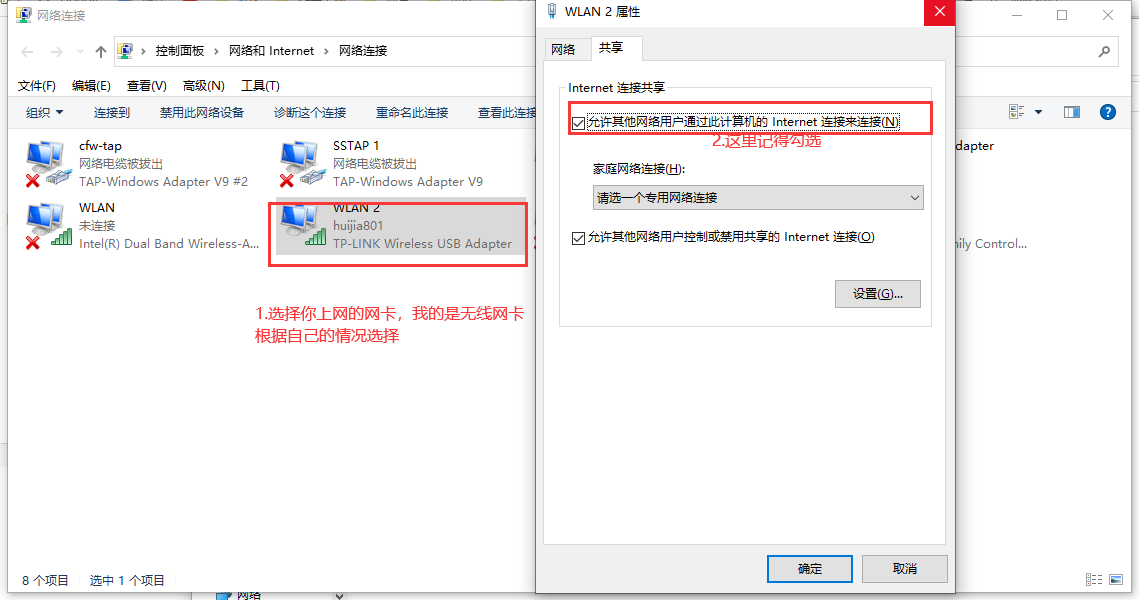 网络连接
控制面板 › 网络和 Internet › 网络连接
文件(F) 编辑(E) 查看(V) 高级(N) 工具(T)
组织 连接到 禁用此网络设备 诊断这个连接 重命名此连接 查看此连接
cfw-tap
网络电缆被拔出
TAP-Windows Adapter V9 #2
SSTAP 1
网络电缆被拔出
TAP-Windows Adapter V9
WLAN
未连接
Intel(R) Dual Band Wireless-A...
WLAN 2
huijia801
TP-LINK Wireless USB Adapter
1.选择你上网的网卡，我的是无线网卡
根据自己的情况选择
8 个项目 选中 1 个项目
网络
WLAN 2 属性
网络 共享
Internet 连接共享
允许其他网络用户通过此计算机的 Internet 连接来连接(N)
2.这里记得勾选
家庭网络连接(H):
请选一个专用网络连接
允许其他网络用户控制或禁用共享的 Internet 连接(O)
设置(G)...
确定 取消
dapter
ily Control...